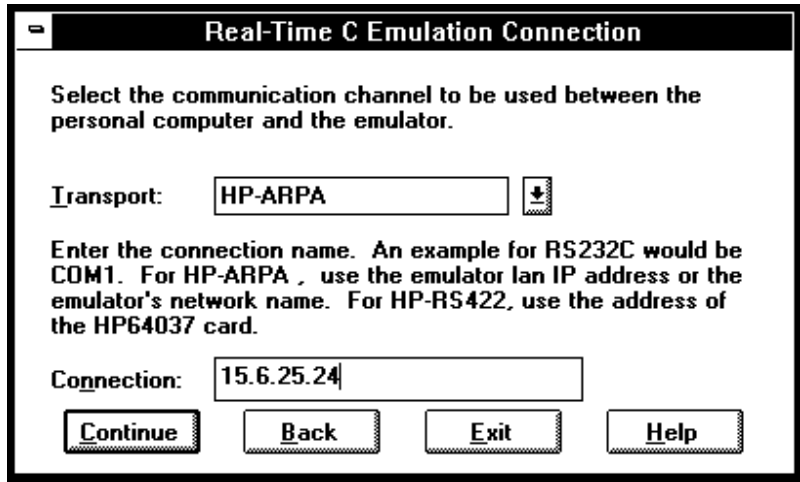 Real-Time C Emulation Connection
Select the communication channel to be used between the
personal computer and the emulator.
Transport: HP-ARPA
Enter the connection name.  An example for RS232C would be
COM1.  For HP-ARPA ,  use the emulator lan IP address or the
emulator's network name.  For HP-RS422, use the address of
the HP64037 card.
Connection: 15.6.25.24
Continue Back Exit Help